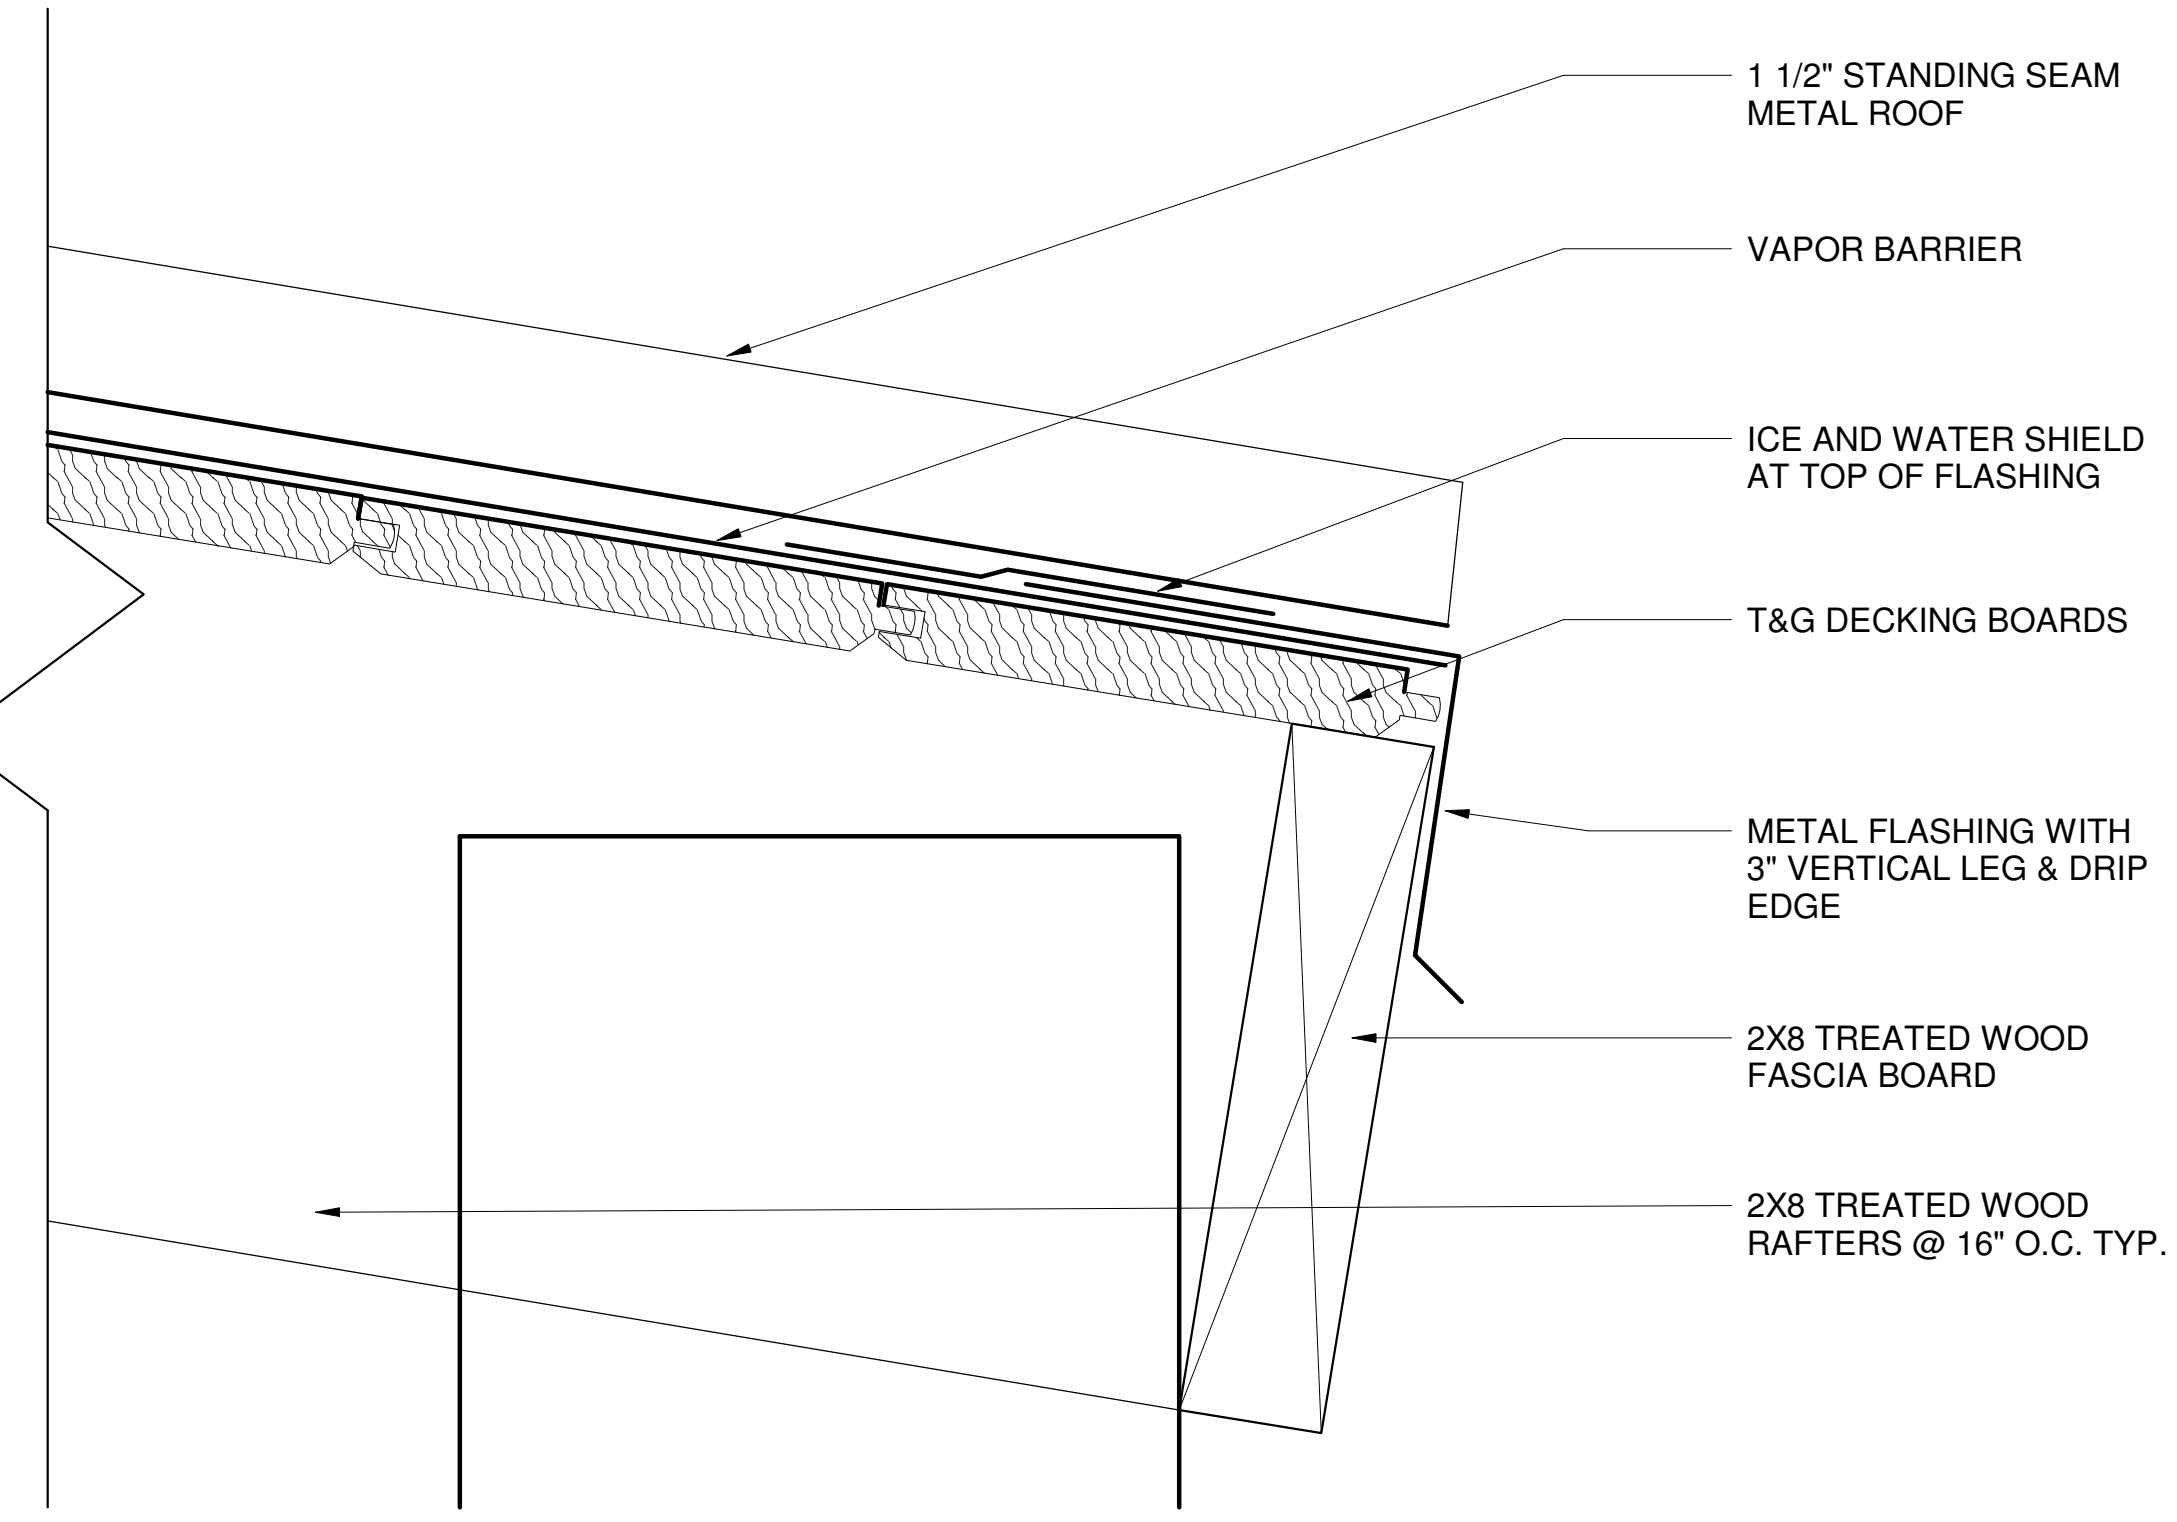 1 1/2" STANDING SEAM
METAL ROOF
VAPOR BARRIER
ICE AND WATER SHIELD
AT TOP OF FLASHING
T&G DECKING BOARDS
METAL FLASHING WITH
3" VERTICAL LEG & DRIP
EDGE
2X8 TREATED WOOD
FASCIA BOARD
2X8 TREATED WOOD
RAFTERS @ 16" O.C. TYP.